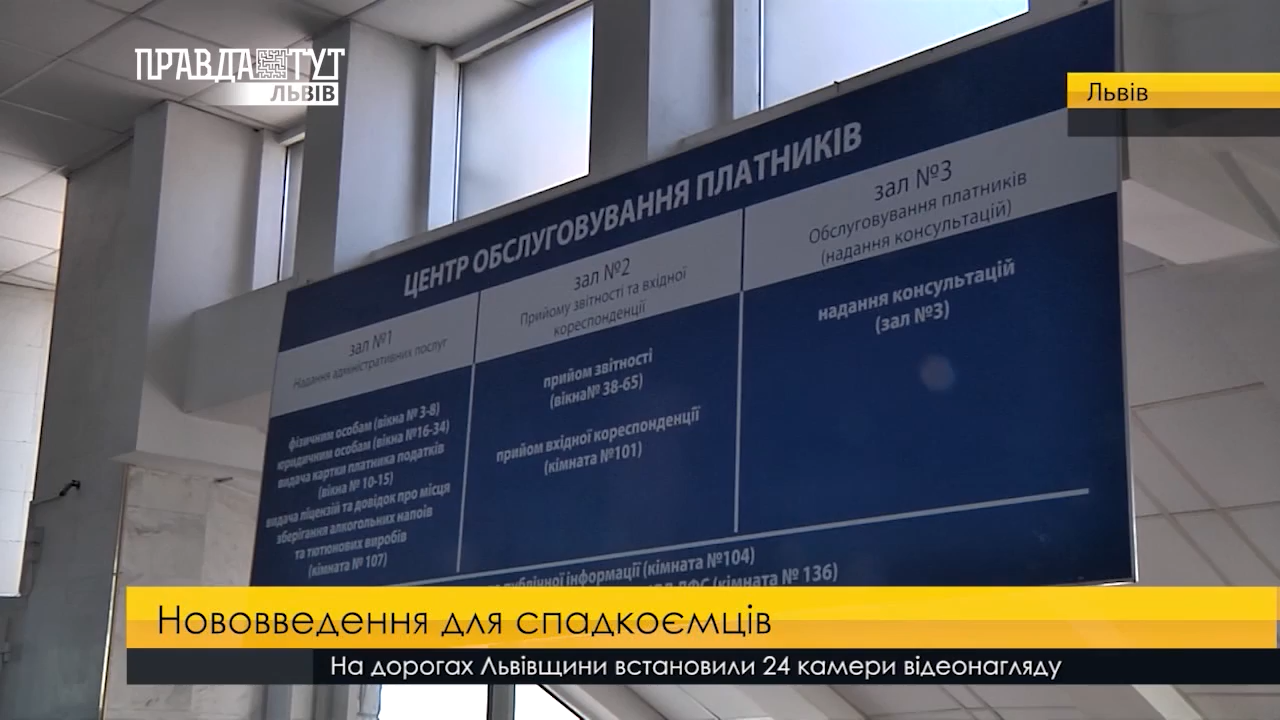 ПРАВДА ТУТ
ЛЬВІВ
Львів
ЦЕНТР ОБСЛУГОВУВАННЯ ПЛАТНИКІВ
зал №1
Надання адміністративних послуг
фізичним особам (вікна № 3-8)
юридичним особам (вікна №16-34)
видача картки платника податків
(вікна № 10-15)
видача ліцензій та довідок про місця
зберігання алкогольних напоїв
та тютюнових виробів
(кімната № 107)
зал №2
Прийому звітності та вхідної
кореспонденції
прийом звітності
(вікна№ 38-65)
прийом вхідної кореспонденції
(кімната №101)
зал №3
Обслуговування платників
(надання консультацій)
надання консультацій
(зал №3)
публічної інформації (кімната №104)
ДФС (кімната № 136)
Нововведення для спадкоємців
На дорогах Львівщини встановили 24 камери відеонагляду